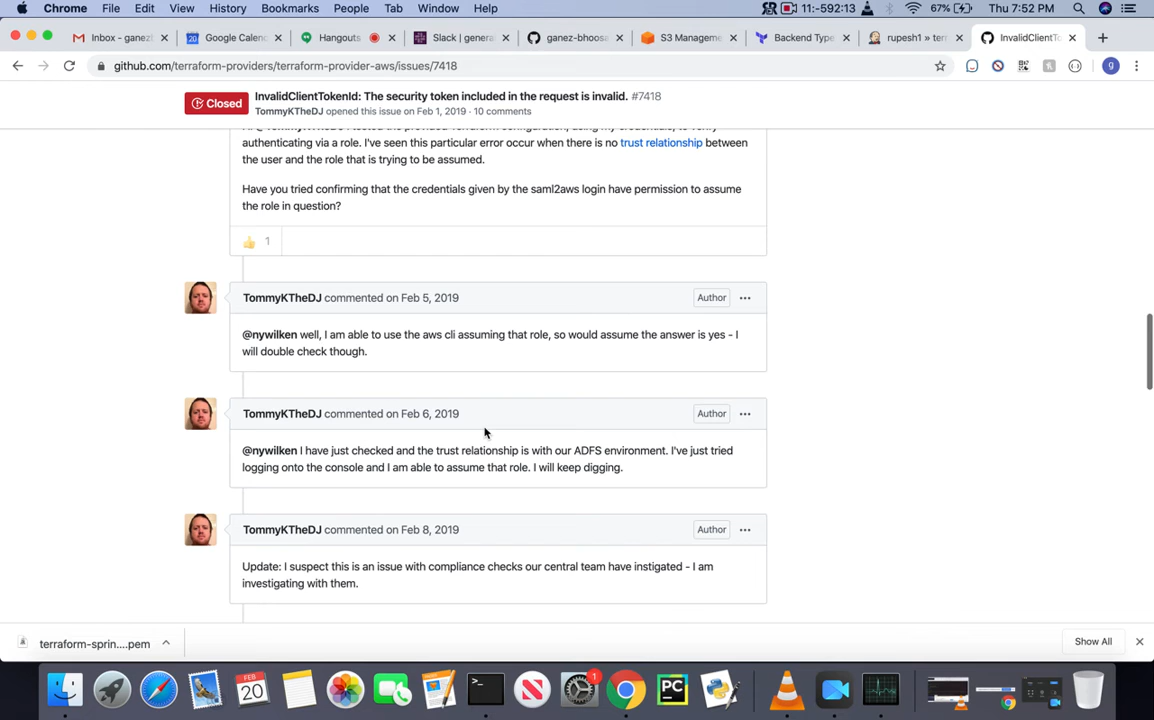 Chrome File Edit View History Bookmarks People Tab Window Help 11:-592:13 67% Thu 7:52 PM
Inbox - ganezl Google Calen Hangouts Slack | genera ganez-bhoosa S3 Manageme Backend Type rupesh1 » terr InvalidClientTo
github.com/terraform-providers/terraform-provider-aws/issues/7418
g
Closed InvalidClientTokenId: The security token included in the request is invalid. #7418
TommyKTheDJ opened this issue on Feb 1, 2019 · 10 comments
authenticating via a role. I've seen this particular error occur when there is no trust relationship between
the user and the role that is trying to be assumed.
Have you tried confirming that the credentials given by the saml2aws login have permission to assume
the role in question?
1
TommyKTheDJ commented on Feb 5, 2019 Author ...
@nywilken well, I am able to use the aws cli assuming that role, so would assume the answer is yes - I
will double check though.
TommyKTheDJ commented on Feb 6, 2019 Author ...
@nywilken I have just checked and the trust relationship is with our ADFS environment. I've just tried
logging onto the console and I am able to assume that role. I will keep digging.
TommyKTheDJ commented on Feb 8, 2019 Author ...
Update: I suspect this is an issue with compliance checks our central team have instigated - I am
investigating with them.
terraform-sprin....pem Show All
FEB
20
1
PC